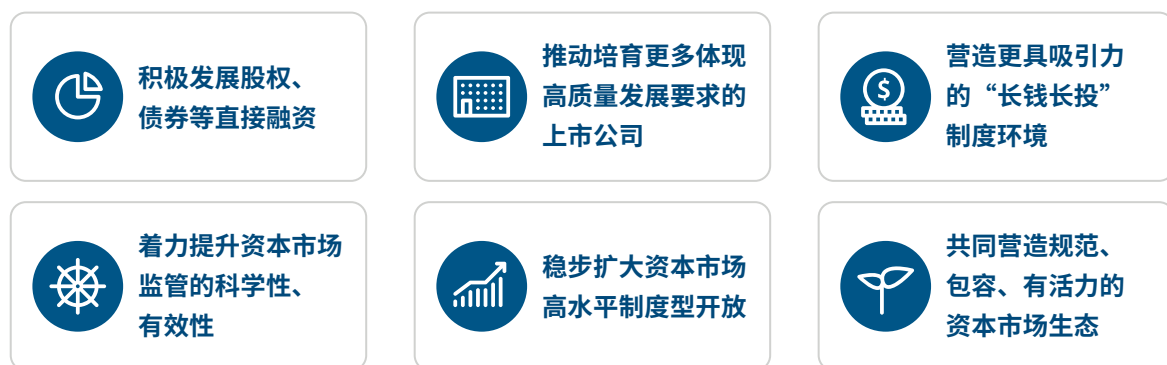 积极发展股权、
债券等直接融资
推动培育更多体现
高质量发展要求的
上市公司
营造更具吸引力
的“长钱长投”
制度环境
着力提升资本市场
监管的科学性、
有效性
稳步扩大资本市场
高水平制度型开放
共同营造规范、
包容、有活力的
资本市场生态